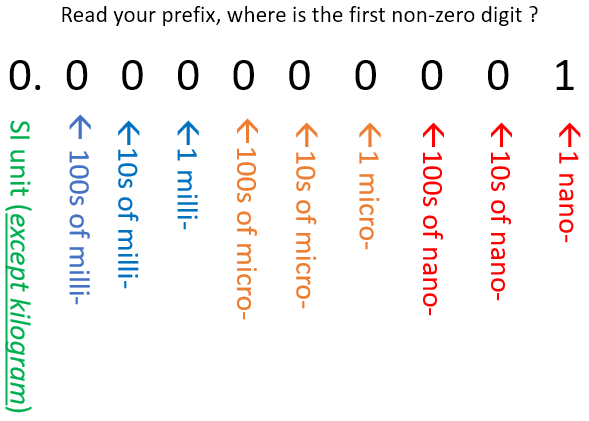 Read your prefix, where is the first non-zero digit ?
0. 0 0 0 0 0 0 0 0 1
SI unit (except kilogram)
←100s of milli-
←10s of milli-
←1 milli-
←100s of micro-
←10s of micro-
←1 micro-
←100s of nano-
←10s of nano-
←1 nano-